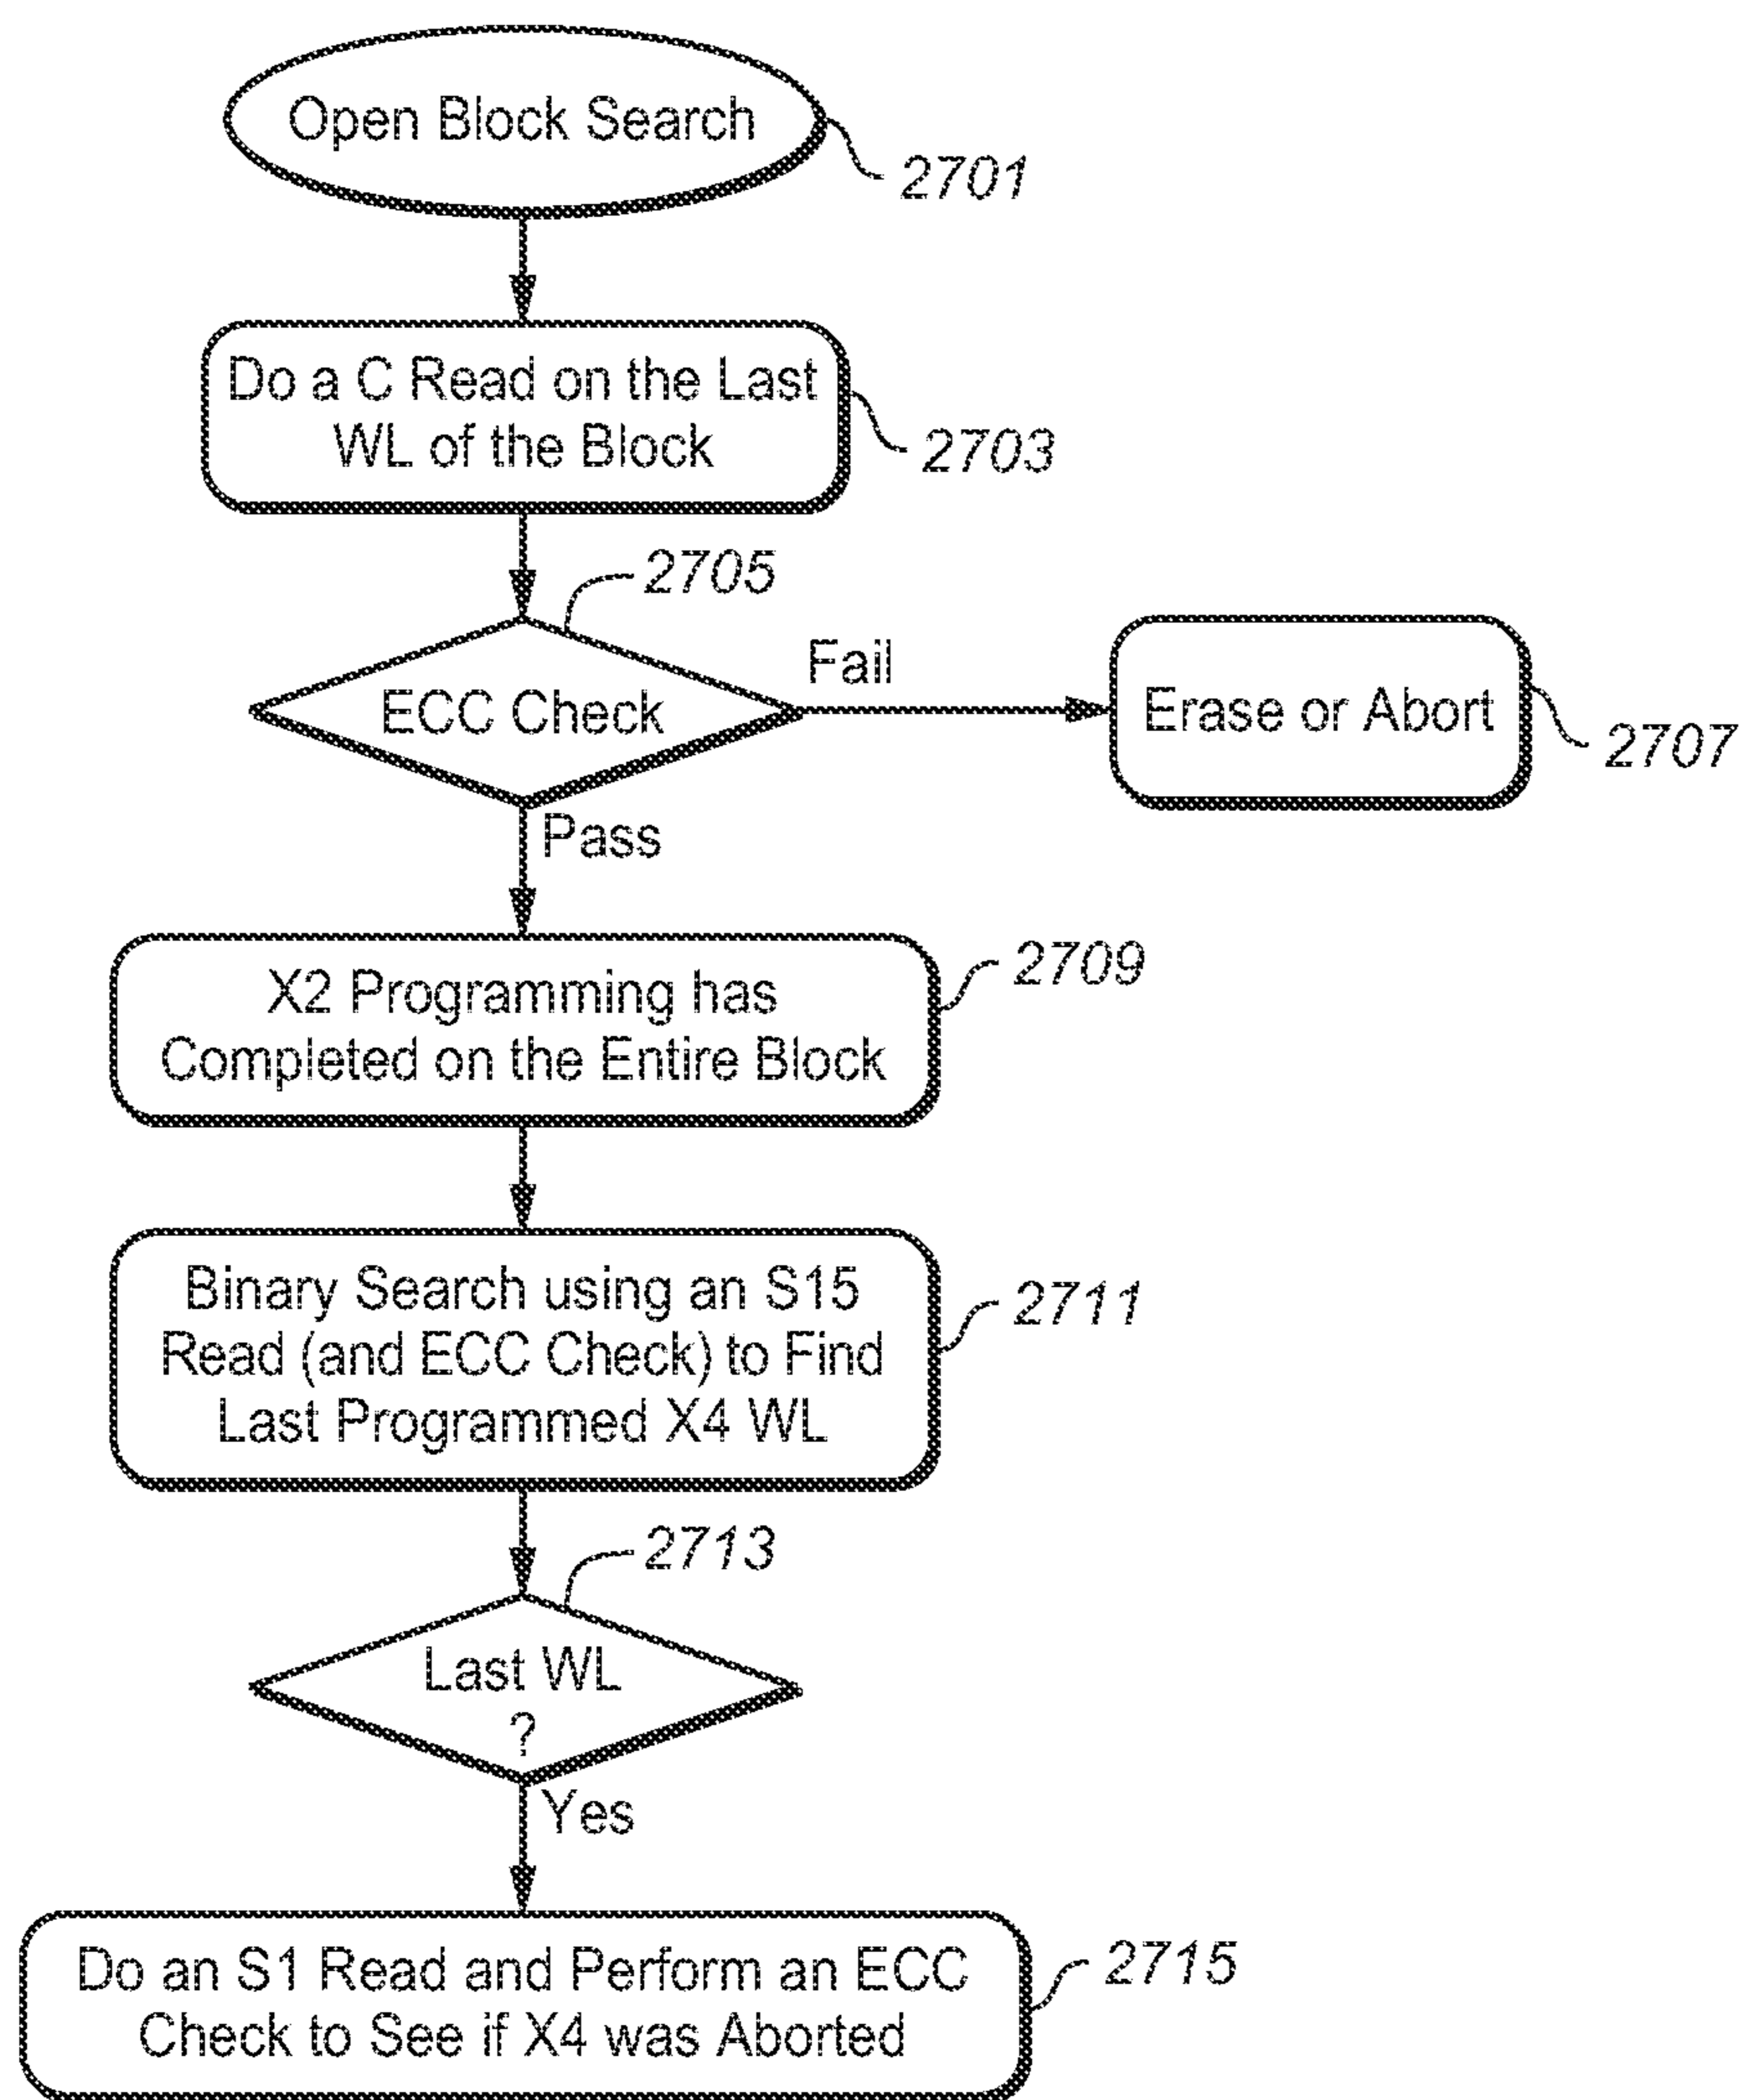 Open Block Search
2701
Do a C Read on the Last
WL of the Block
2703
2705
ECC Check
Fail
Erase or Abort
2707
Pass
X2 Programming has
Completed on the Entire Block
2709
Binary Search using an S15
Read (and ECC Check) to Find
Last Programmed X4 WL
2711
2713
Last WL
?
Yes
Do an S1 Read and Perform an ECC
Check to See if X4 was Aborted
2715